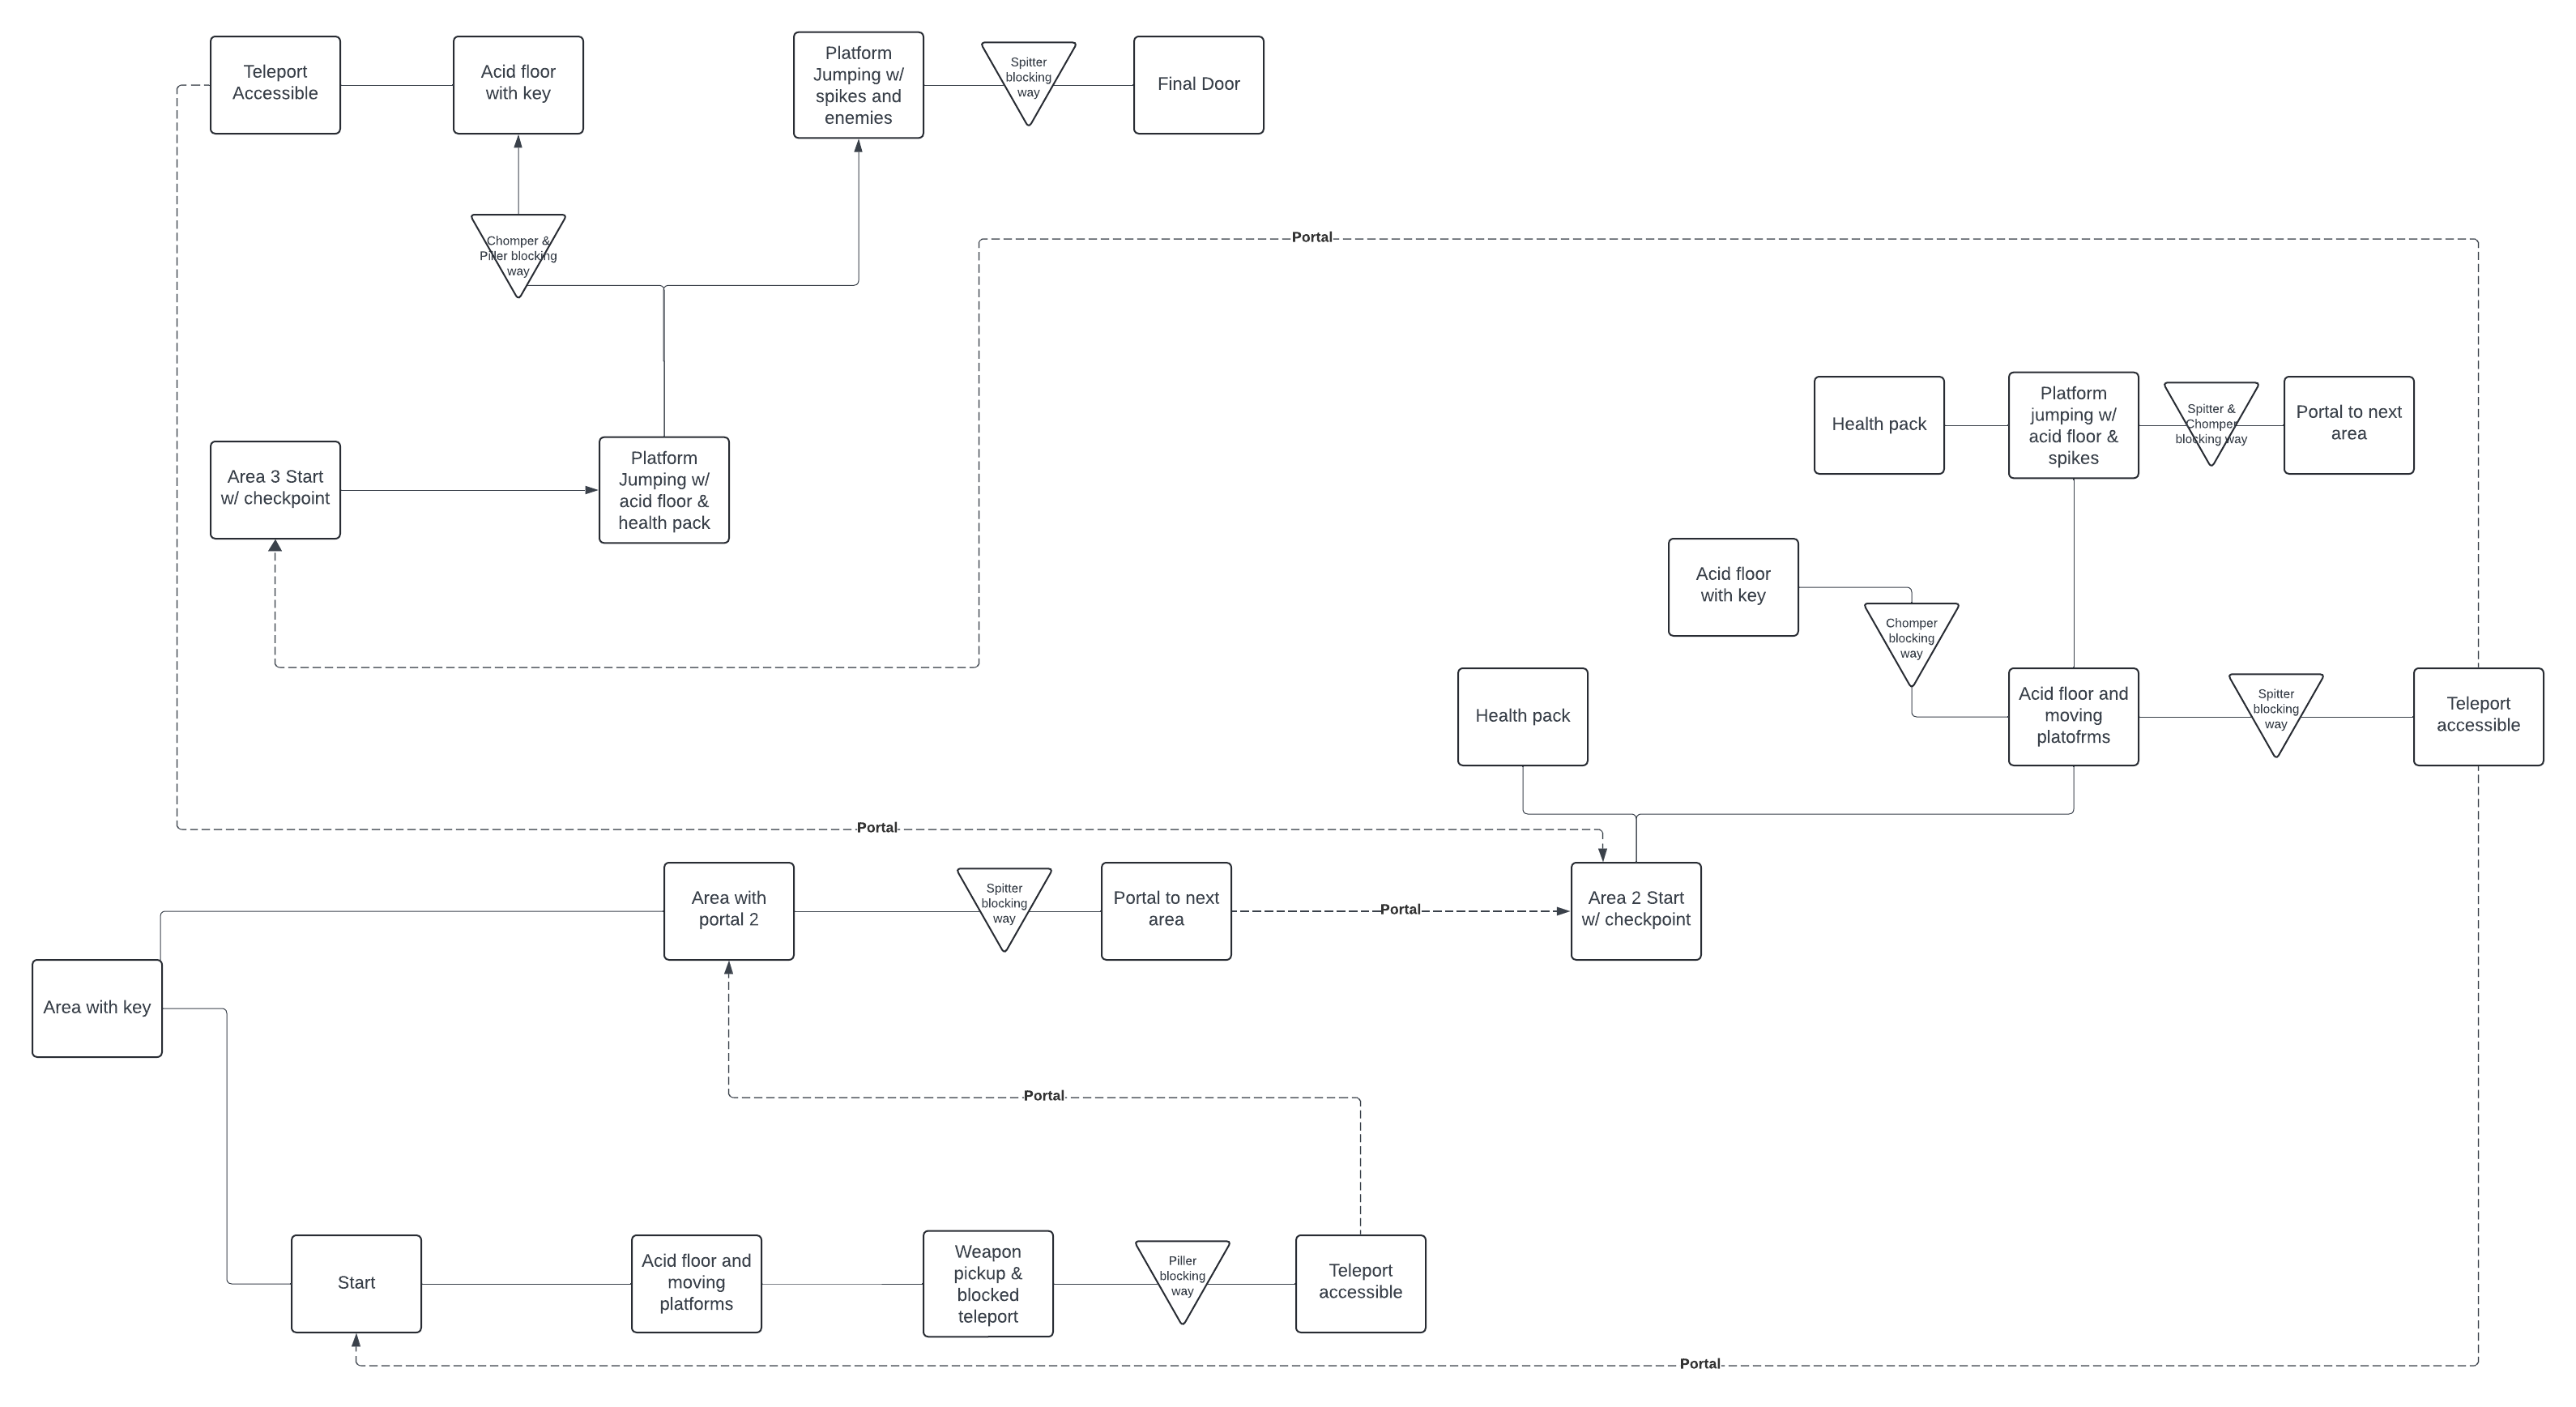 Teleport
Accessible
Acid floor
with key
Platform
Jumping w/
spikes and
enemies
Spitter
blocking
way
Final Door
Chomper &
Piller blocking
way
Portal
Health pack
Platform
jumping w/
acid floor &
spikes
Spitter &
Chomper
blocking way
Portal to next
area
Area 3 Start
w/ checkpoint
Platform
Jumping w/
acid floor &
health pack
Acid floor
with key
Chomper
blocking
way
Health pack
Acid floor and
moving
platofrms
Spitter
blocking
way
Teleport
accessible
Portal
Area with
portal 2
Spitter
blocking
way
Portal to next
area
Portal
Area 2 Start
w/ checkpoint
Area with key
Portal
Start
Acid floor and
moving
platforms
Weapon
pickup &
blocked
teleport
Piller
blocking
way
Teleport
accessible
Portal